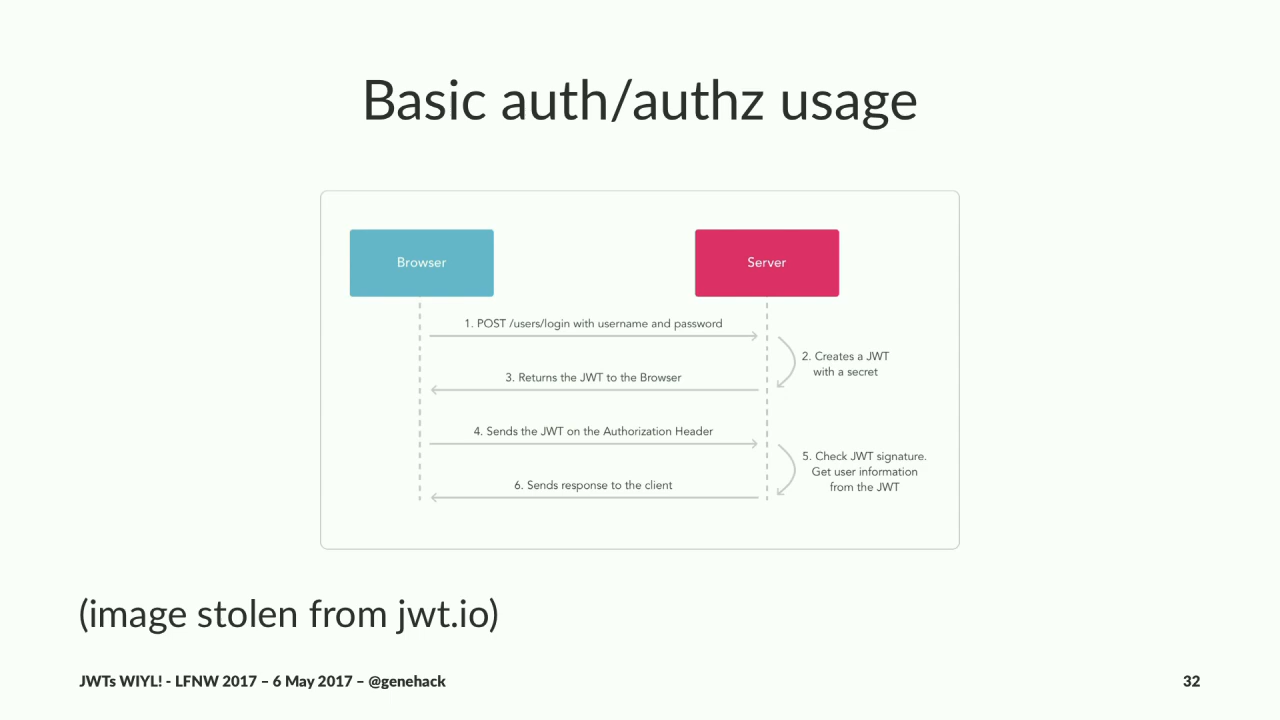 Basic auth/authz usage
Browser
Server
1. POST /users/login with username and password
2. Creates a JWT
with a secret
3. Returns the JWT to the Browser
4. Sends the JWT on the Authorization Header
5. Check JWT signature.
Get user information
from the JWT
6. Sends response to the client
(image stolen from jwt.io)
JWTs WIYL! - LFNW 2017 – 6 May 2017 – @genehack
32